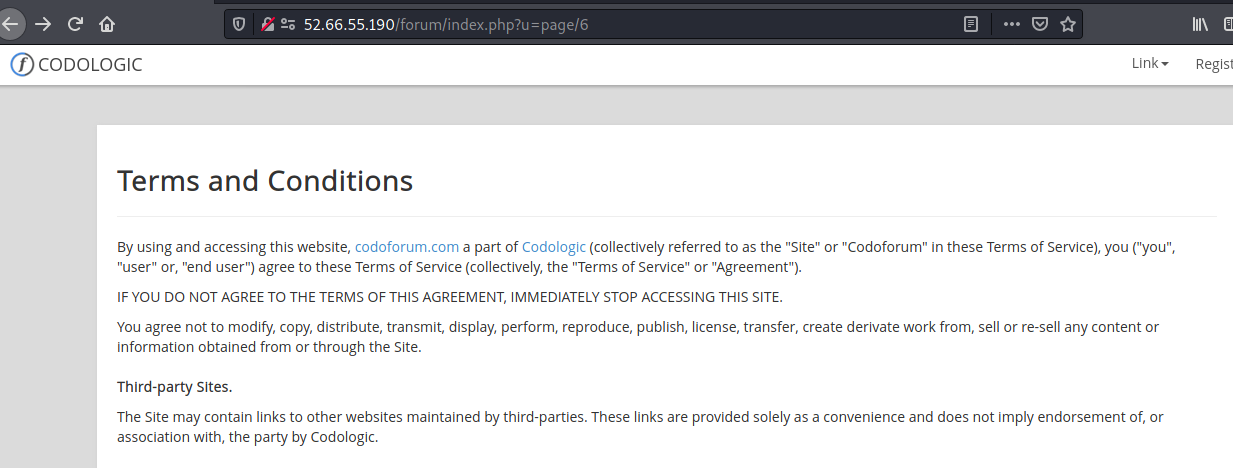 52.66.55.190/forum/index.php?u=page/6
f CODOLOGIC
Link
Regist
Terms and Conditions
By using and accessing this website, codoforum.com a part of Codologic (collectively referred to as the "Site" or "Codoforum" in these Terms of Service), you ("you",
"user" or, "end user") agree to these Terms of Service (collectively, the "Terms of Service" or "Agreement").
IF YOU DO NOT AGREE TO THE TERMS OF THIS AGREEMENT, IMMEDIATELY STOP ACCESSING THIS SITE.
You agree not to modify, copy, distribute, transmit, display, perform, reproduce, publish, license, transfer, create derivate work from, sell or re-sell any content or
information obtained from or through the Site.
Third-party Sites.
The Site may contain links to other websites maintained by third-parties. These links are provided solely as a convenience and does not imply endorsement of, or
association with, the party by Codologic.